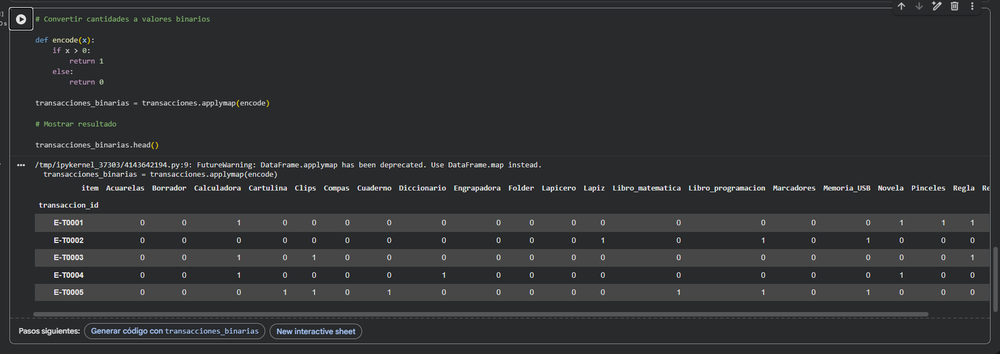 # Convertir cantidades a valores binarios
def encode(x):
if x > 0:
return 1
else:
return 0
transacciones_binarias = transacciones.applymap(encode)
# Mostrar resultado
transacciones_binarias.head()
/tmp/ipykernel_37303/4143642194.py:9: FutureWarning: DataFrame.applymap has been deprecated. Use DataFrame.map instead.
transacciones_binarias = transacciones.applymap(encode)
item Acuarelas Borrador Calculadora Cartulina Clips Compas Cuaderno Diccionario Engrapadora Folder Lapicero Lapiz Libro_matematica Libro_programacion Marcadores Memoria_USB Novela Pinceles Regla
transaccion_id
E-T0001 0 0 1 0 0 0 0 0 0 0 0 0 0 0 0 0 1 1 1
E-T0002 0 0 0 0 0 0 0 0 0 0 0 1 0 1 0 1 0 0 0
E-T0003 0 0 1 0 1 0 0 0 0 0 0 0 0 0 0 0 0 0 1
E-T0004 0 0 1 0 0 0 0 1 0 0 0 0 0 0 0 0 1 0 0
E-T0005 0 0 0 1 1 0 1 0 0 0 0 0 1 1 0 1 0 0 0
Pasos siguientes: Generar código con transacciones_binarias New interactive sheet